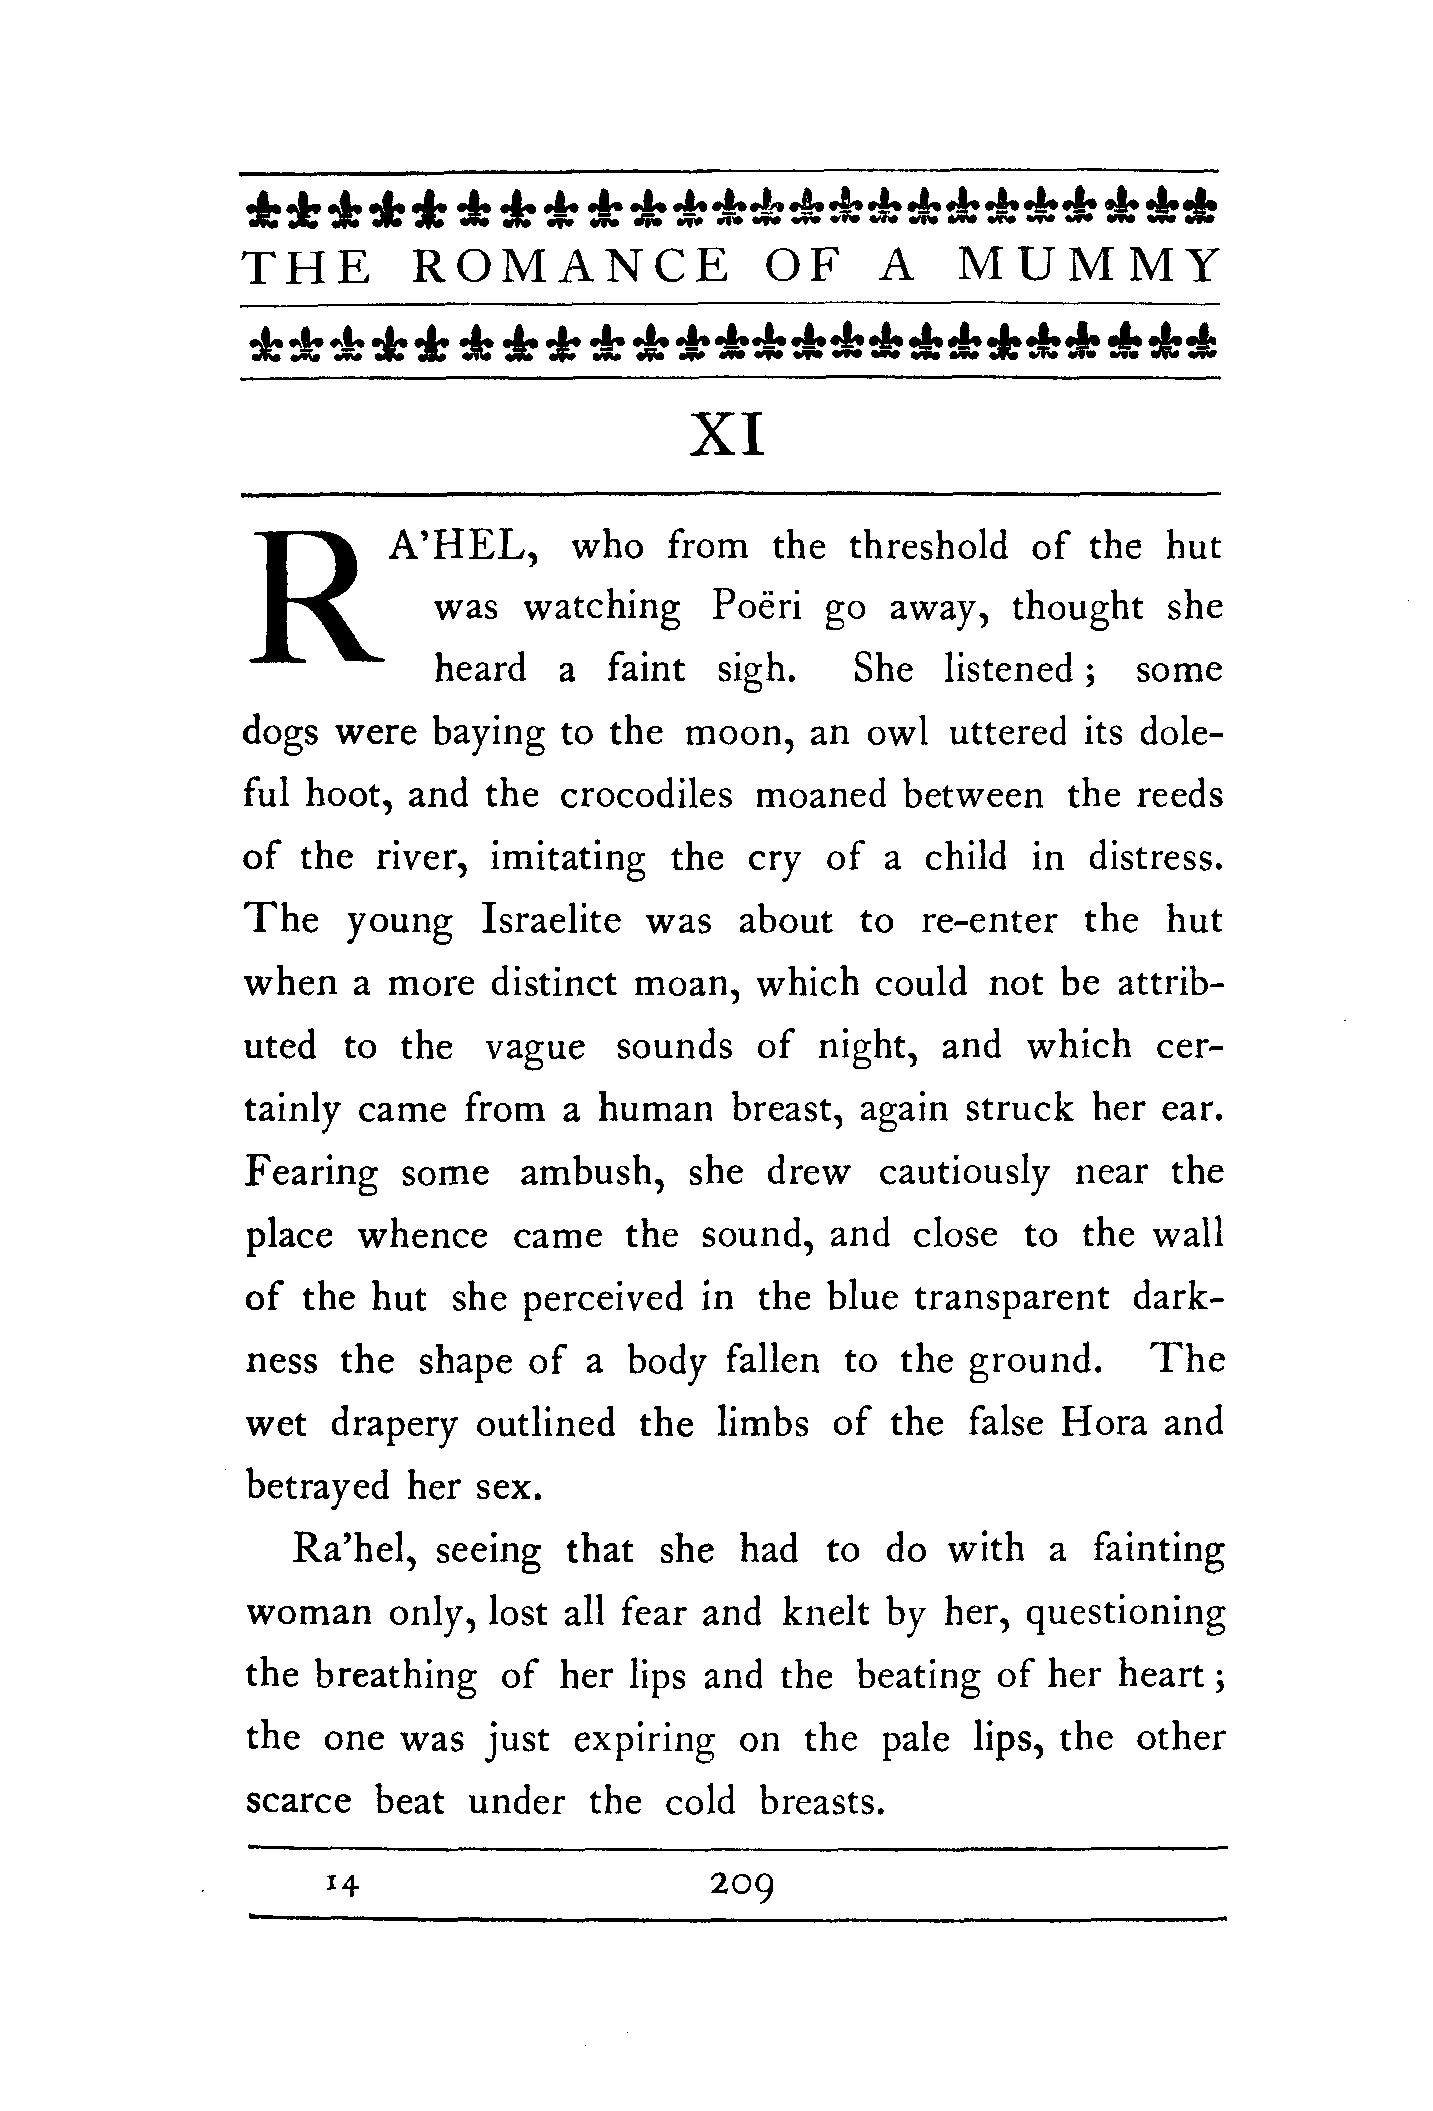 THE ROMANCE OF A MUMMY
XI
RA’HEL, who from the threshold of the hut
was watching Poëri go away, thought she
heard a faint sigh. She listened ; some
dogs were baying to the moon, an owl uttered its dole-
ful hoot, and the crocodiles moaned between the reeds
of the river, imitating the cry of a child in distress.
The young Israelite was about to re-enter the hut
when a more distinct moan, which could not be attrib-
uted to the vague sounds of night, and which cer-
tainly came from a human breast, again struck her ear.
Fearing some ambush, she drew cautiously near the
place whence came the sound, and close to the wall
of the hut she perceived in the blue transparent dark-
ness the shape of a body fallen to the ground. The
wet drapery outlined the limbs of the false Hora and
betrayed her sex.
Ra’hel, seeing that she had to do with a fainting
woman only, lost all fear and knelt by her, questioning
the breathing of her lips and the beating of her heart ;
the one was just expiring on the pale lips, the other
scarce beat under the cold breasts.
14 209